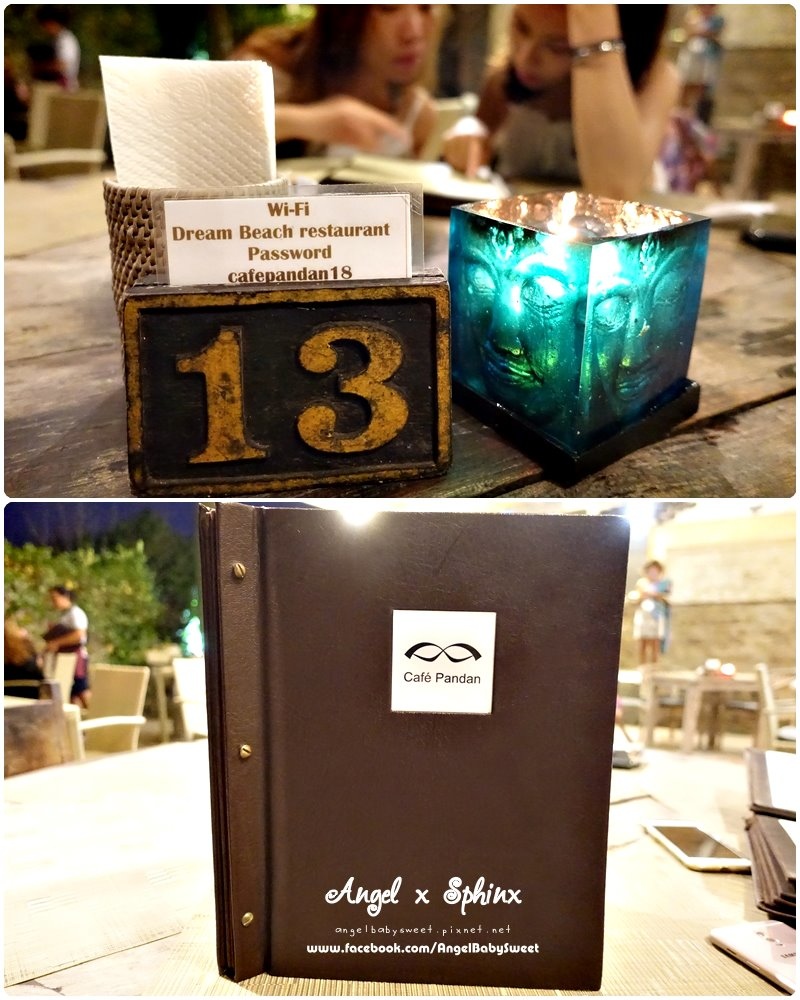 Wi-Fi
Dream Beach restaurant
Password
cafepandan18
13
Café Pandan
Angel x Sphinx
angelbabysweet.pixnet.net
www.facebook.com/AngelBabySweet